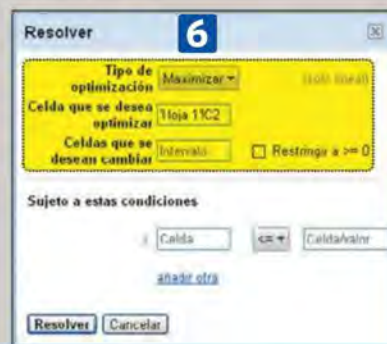 Resolver
6
Tipo de optimización Maximizar
Celda que se desea optimizar 'Hoja 1'!C2
Celdas que se desean cambiar Intervalo Restringa a >= 0
Sujeto a estas condiciones
Celda <= Celda/valor
añadir otra
Resolver Cancelar